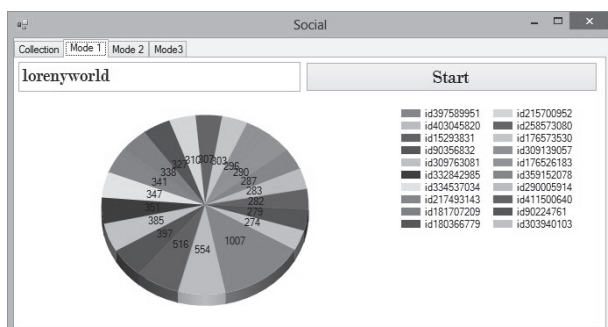 Social
Collection Mode 1 Mode 2 Mode3
lorenyworld Start
id397589951 id215700952
id403045820 id258573080
id15293831 id176573530
id90356832 id309139057
id309763081 id176526183
id332842985 id359152078
id334537034 id290005914
id217493143 id411500640
id181707209 id90224761
id180366779 id303940103
327 310 307 303 296
338 290
341 287
347 283
282
385 279
397 274
516 554 1007